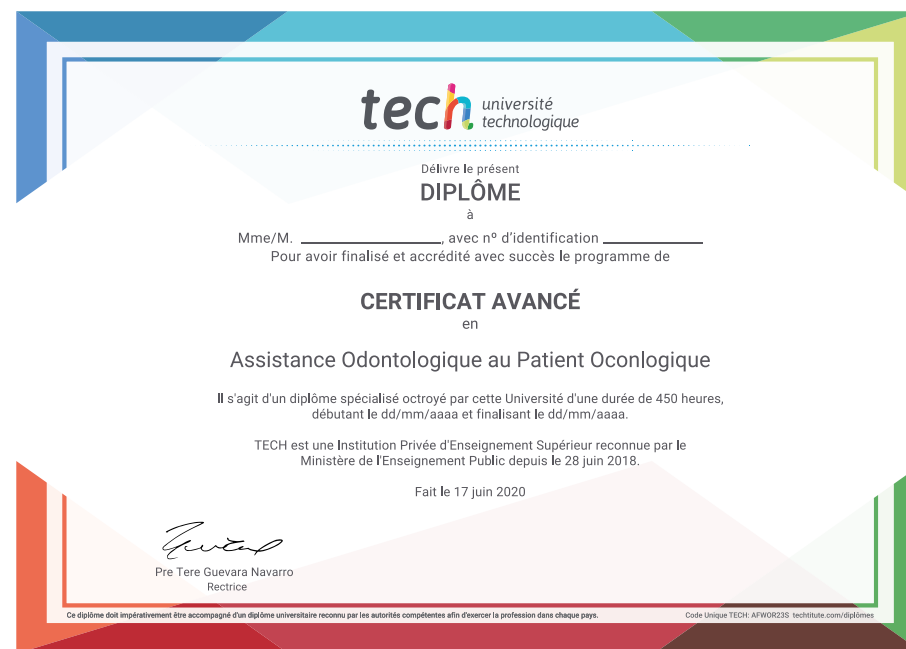 tech université
technologique
Délivre le présent
DIPLÔME
à
Mme/M. ____________________, avec nº d'identification ______________
Pour avoir finalisé et accrédité avec succès le programme de
CERTIFICAT AVANCÉ
en
Assistance Odontologique au Patient Oconlogique
Il s'agit d'un diplôme spécialisé octroyé par cette Université d'une durée de 450 heures,
débutant le dd/mm/aaaa et finalisant le dd/mm/aaaa.
TECH est une Institution Privée d'Enseignement Supérieur reconnue par le
Ministère de l'Enseignement Public depuis le 28 juin 2018.
Fait le 17 juin 2020
Pre Tere Guevara Navarro
Rectrice
Ce diplôme doit impérativement être accompagné d'un diplôme universitaire reconnu par les autorités compétentes afin d'exercer la profession dans chaque pays.
Code Unique TECH: AFWOR23S techtitute.com/diplômes